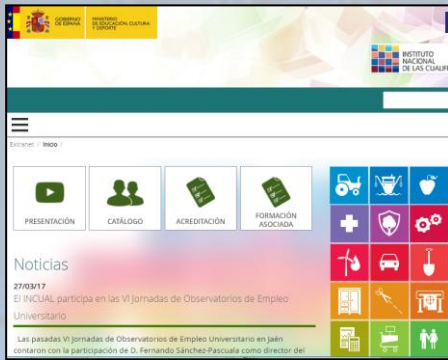 GOBIERNO
DE ESPAÑA
MINISTERIO
DE EDUCACIÓN, CULTURA
Y DEPORTE
INSTITUTO
NACIONAL
DE LAS CUALIF
Extranet / Inicio /
PRESENTACIÓN
CATÁLOGO
ACREDITACIÓN
FORMACIÓN
ASOCIADA
Noticias
27/03/17
El INCUAL participa en las VI Jornadas de Observatorios de Empleo
Universitario
Las pasadas VI Jornadas de Observatorios de Empleo Universitario en Jaén
contaron con la participación de D. Fernando Sánchez-Pascuala como director del